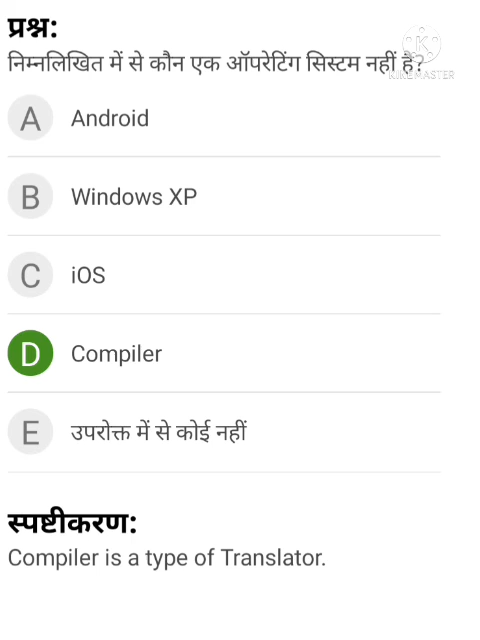 प्रश्न:
निम्नलिखित में से कौन एक ऑपरेटिंग सिस्टम नहीं है?
KINEMASTER
A Android
B Windows XP
C iOS
D Compiler
E उपरोक्त में से कोई नहीं
स्पष्टीकरण:
Compiler is a type of Translator.